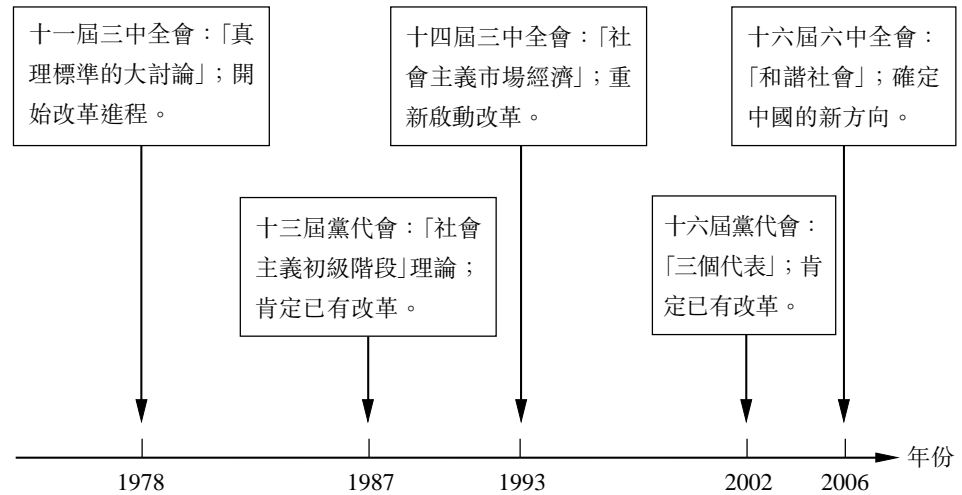 十一屆三中全會：「真
理標準的大討論」；開
始改革進程。
十四屆三中全會：「社
會主義市場經濟」；重
新啟動改革。
十六屆六中全會：
「和諧社會」；確定
中國的新方向。
十三屆黨代會：「社會
主義初級階段」理論；
肯定已有改革。
十六屆黨代會：
「三個代表」；肯
定已有改革。
年份
1978
1987
1993
2002
2006